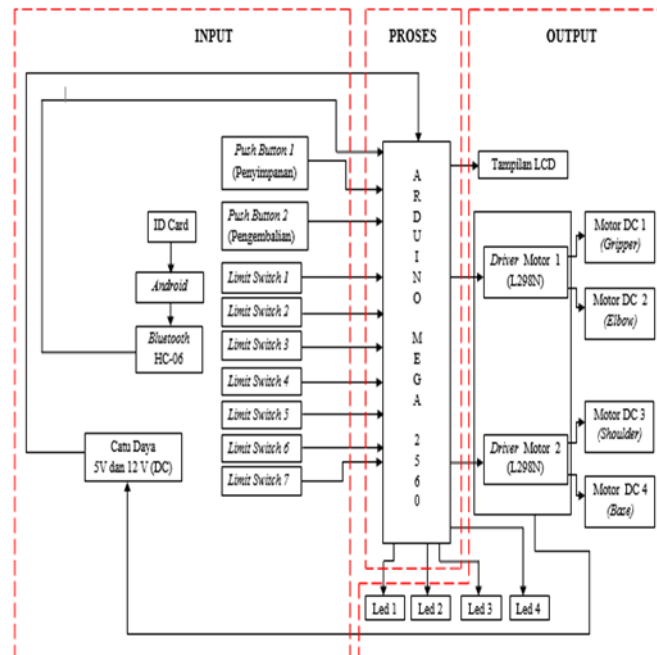 INPUT
PROSES
OUTPUT
Push Button 1
(Penyimpanan)
Push Button 2
(Pengembalian)
ID Card
Android
Bluetooth
HC-06
Limit Switch 1
Limit Switch 2
Limit Switch 3
Limit Switch 4
Limit Switch 5
Limit Switch 6
Limit Switch 7
Catu Daya
5V dan 12 V (DC)
A
R
D
U
I
N
O
M
E
G
A
2
5
6
0
Tampilan LCD
Driver Motor 1
(L298N)
Motor DC 1
(Gripper)
Motor DC 2
(Elbow)
Driver Motor 2
(L298N)
Motor DC 3
(Shoulder)
Motor DC 4
(Base)
Led 1
Led 2
Led 3
Led 4